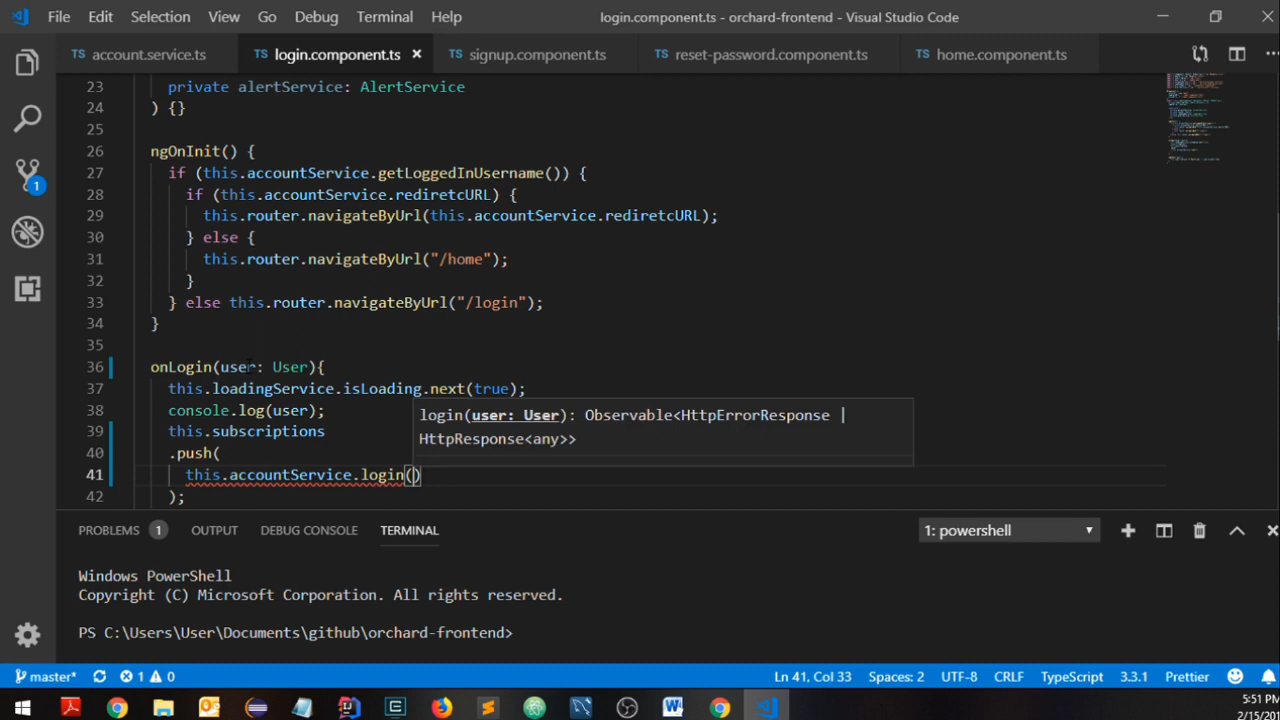 File Edit Selection View Go Debug Terminal Help login.component.ts - orchard-frontend - Visual Studio Code
TS account.service.ts TS login.component.ts TS signup.component.ts TS reset-password.component.ts TS home.component.ts
23 private alertService: AlertService
24 ) {}
25
26 ngOnInit() {
27 if (this.accountService.getLoggedInUsername()) {
28 if (this.accountService.rediretcURL) {
29 this.router.navigateByUrl(this.accountService.rediretcURL);
30 } else {
31 this.router.navigateByUrl("/home");
32 }
33 } else this.router.navigateByUrl("/login");
34 }
35
36 onLogin(user: User){
37 this.loadingService.isLoading.next(true);
38 console.log(user);
login(user: User): Observable<HttpErrorResponse |
39 this.subscriptions
HttpResponse<any>>
40 .push(
41 this.accountService.login()
42 );
1
PROBLEMS 1 OUTPUT DEBUG CONSOLE TERMINAL 1: powershell
Windows PowerShell
Copyright (C) Microsoft Corporation. All rights reserved.
PS C:\Users\User\Documents\github\orchard-frontend>
master* 1 0 Ln 41, Col 33 Spaces: 2 UTF-8 CRLF TypeScript 3.3.1 Prettier
5:51 PM